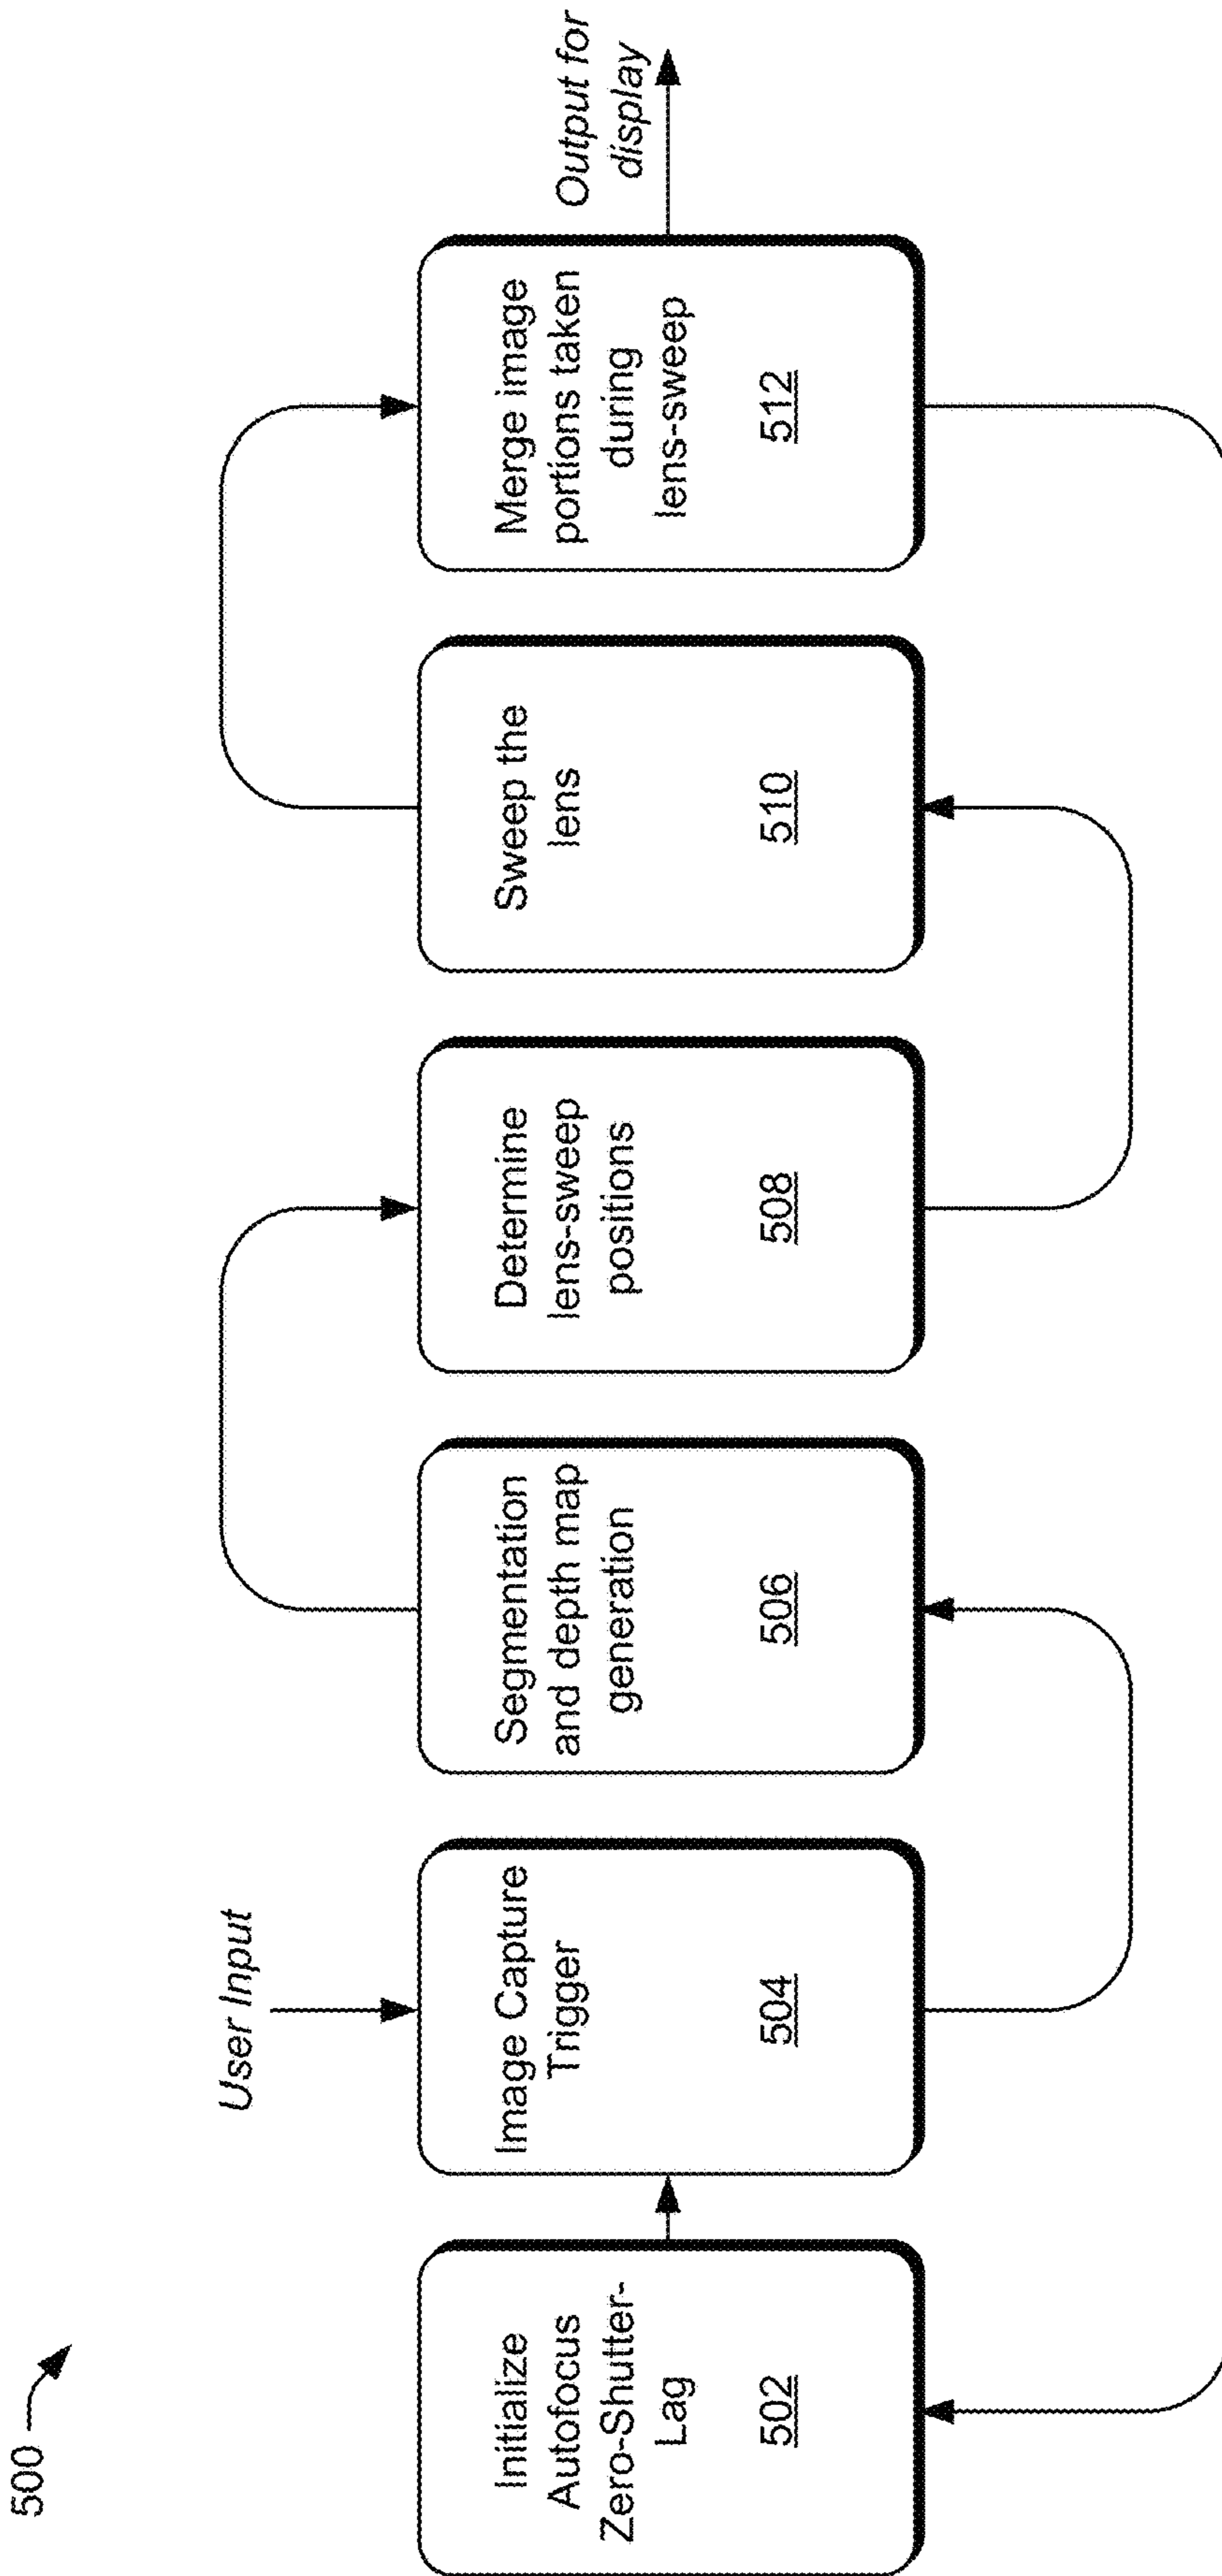 500
Initialize
Autofocus
Zero-Shutter-
Lag
502
User Input
Image Capture
Trigger
504
Segmentation
and depth map
generation
506
Determine
lens-sweep
positions
508
Sweep the
lens
510
Merge image
portions taken
during
lens-sweep
512
Output for
display